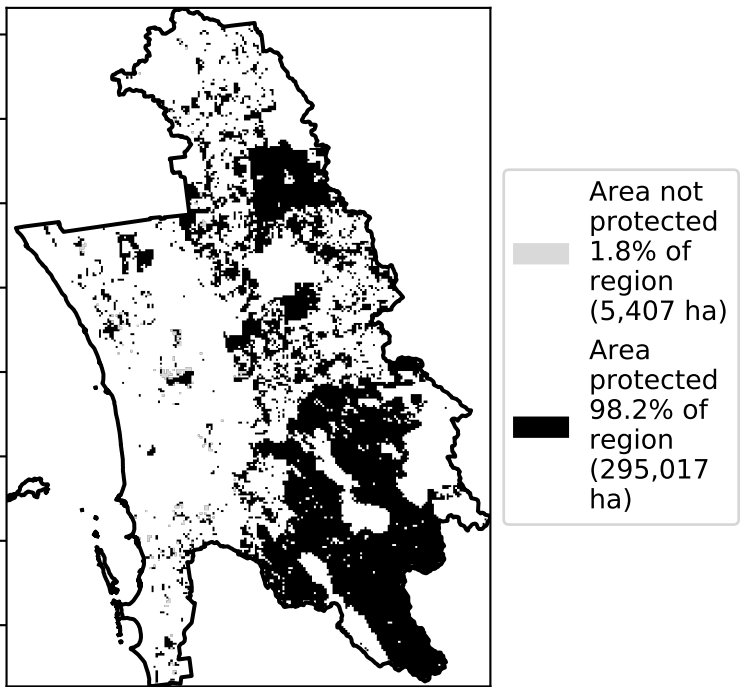 Area not
protected
1.8% of
region
(5,407 ha)
Area
protected
98.2% of
region
(295,017
ha)